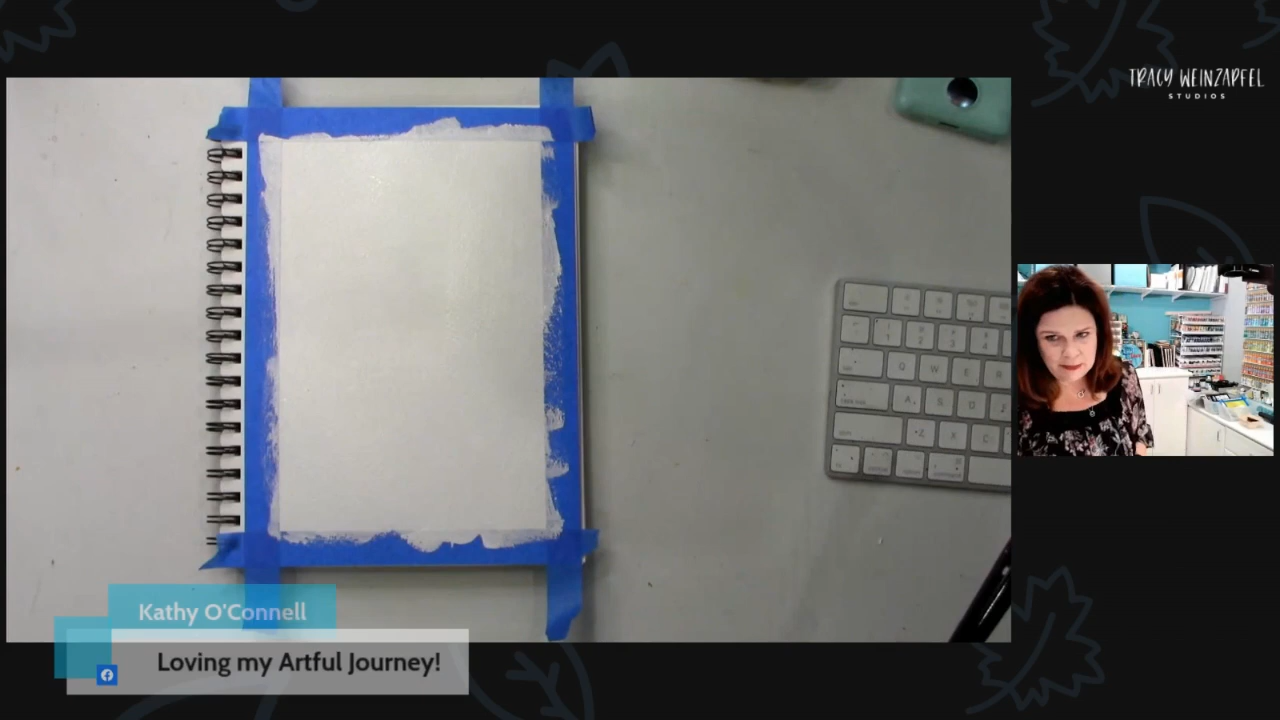 TRACY WEINZAPFEL
STUDIOS
Q W E R
A S D
Z X C
Kathy O'Connell
Loving my Artful Journey!